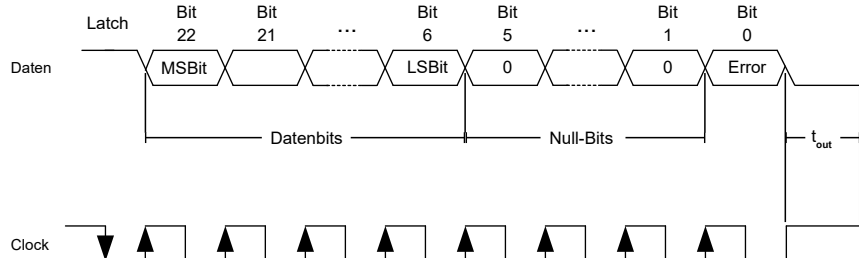 Latch
Bit 22
Bit 21
...
Bit 6
Bit 5
...
Bit 1
Bit 0
Daten
MSBit
LSBit
0
0
Error
Datenbits
Null-Bits
tout
Clock